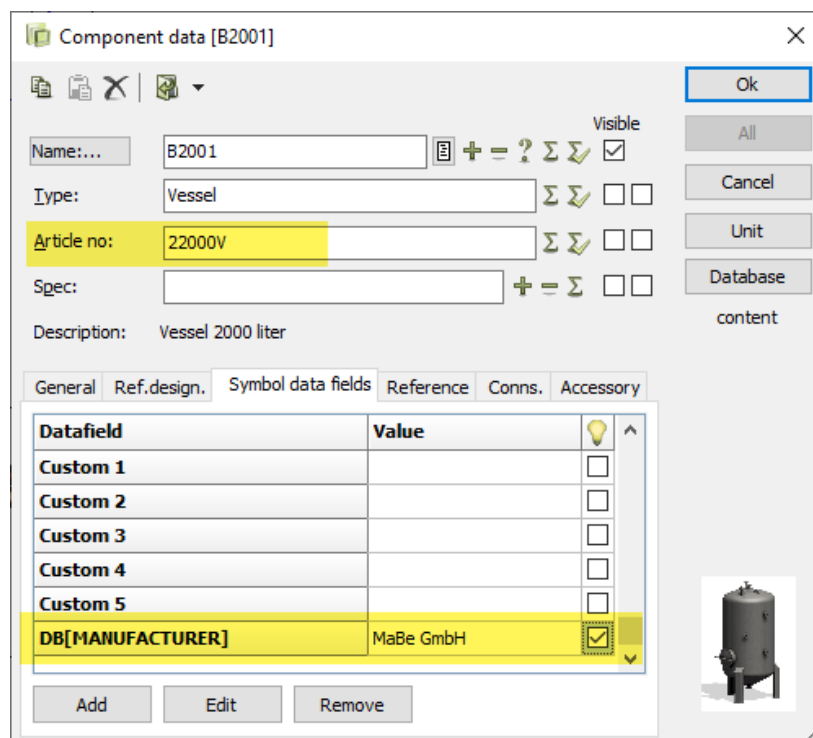 Component data [B2001]
Ok
Visible
All
Name:... B2001
Cancel
Type: Vessel
Article no: 22000V
Unit
Spec:
Database
content
Description: Vessel 2000 liter
General Ref.design. Symbol data fields Reference Conns. Accessory
Datafield Value
Custom 1
Custom 2
Custom 3
Custom 4
Custom 5
DB[MANUFACTURER] MaBe GmbH
Add Edit Remove